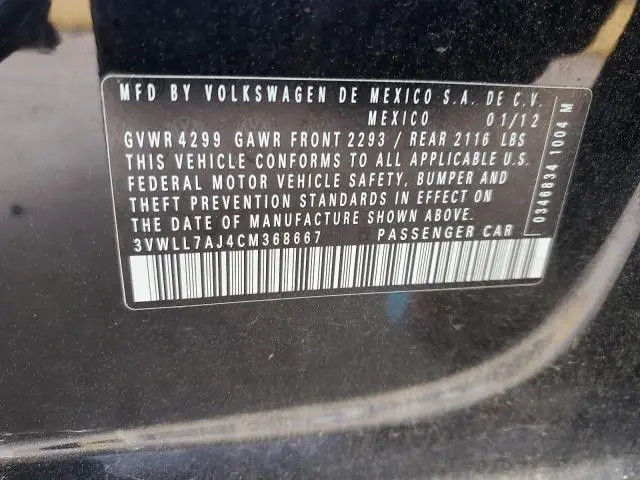 MFD BY VOLKSWAGEN DE MEXICO S.A. DE C.V.
MEXICO 01/12
GVWR 4299 GAWR FRONT 2293 / REAR 2116 LBS
THIS VEHICLE CONFORMS TO ALL APPLICABLE U.S.
FEDERAL MOTOR VEHICLE SAFETY, BUMPER AND
THEFT PREVENTION STANDARDS IN EFFECT ON
THE DATE OF MANUFACTURE SHOWN ABOVE.
3VWLL7AJ4CM368667 PASSENGER CAR
0346834 1004 M